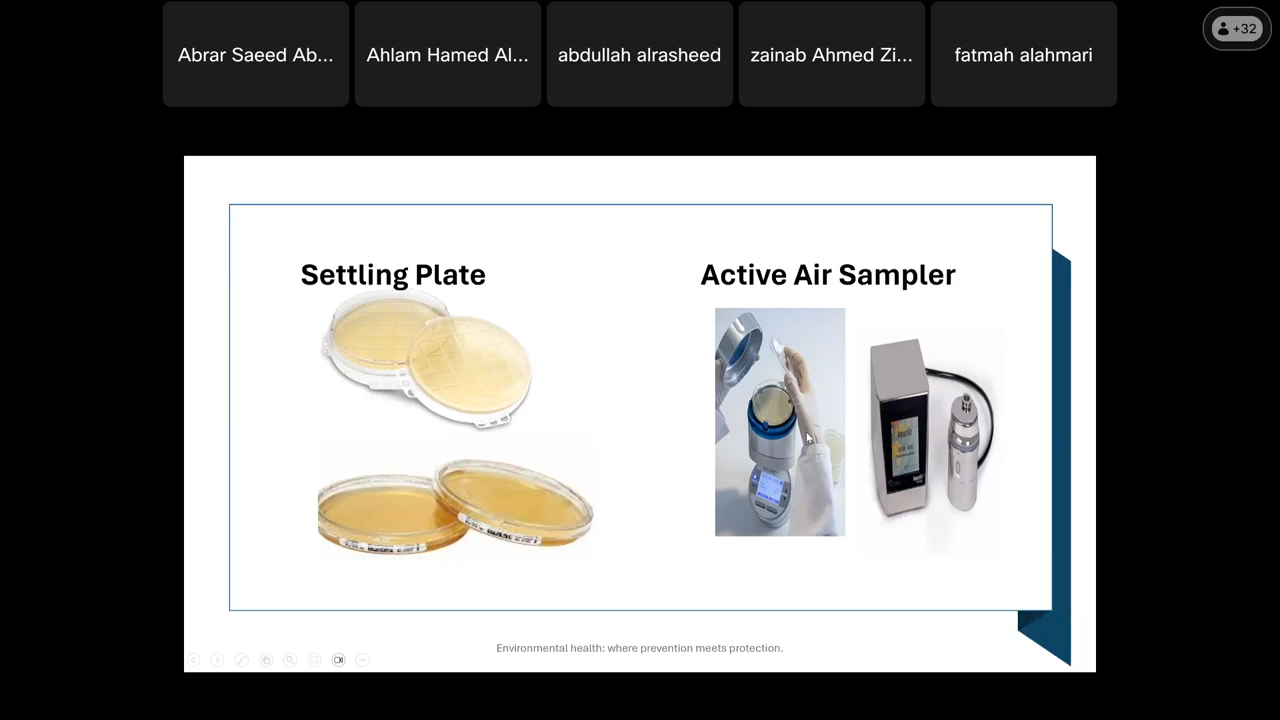 Abrar Saeed Ab...
Ahlam Hamed Al...
abdullah alrasheed
zainab Ahmed Zi...
fatmah alahmari
+32
Settling Plate
Active Air Sampler
Environmental health: where prevention meets protection.